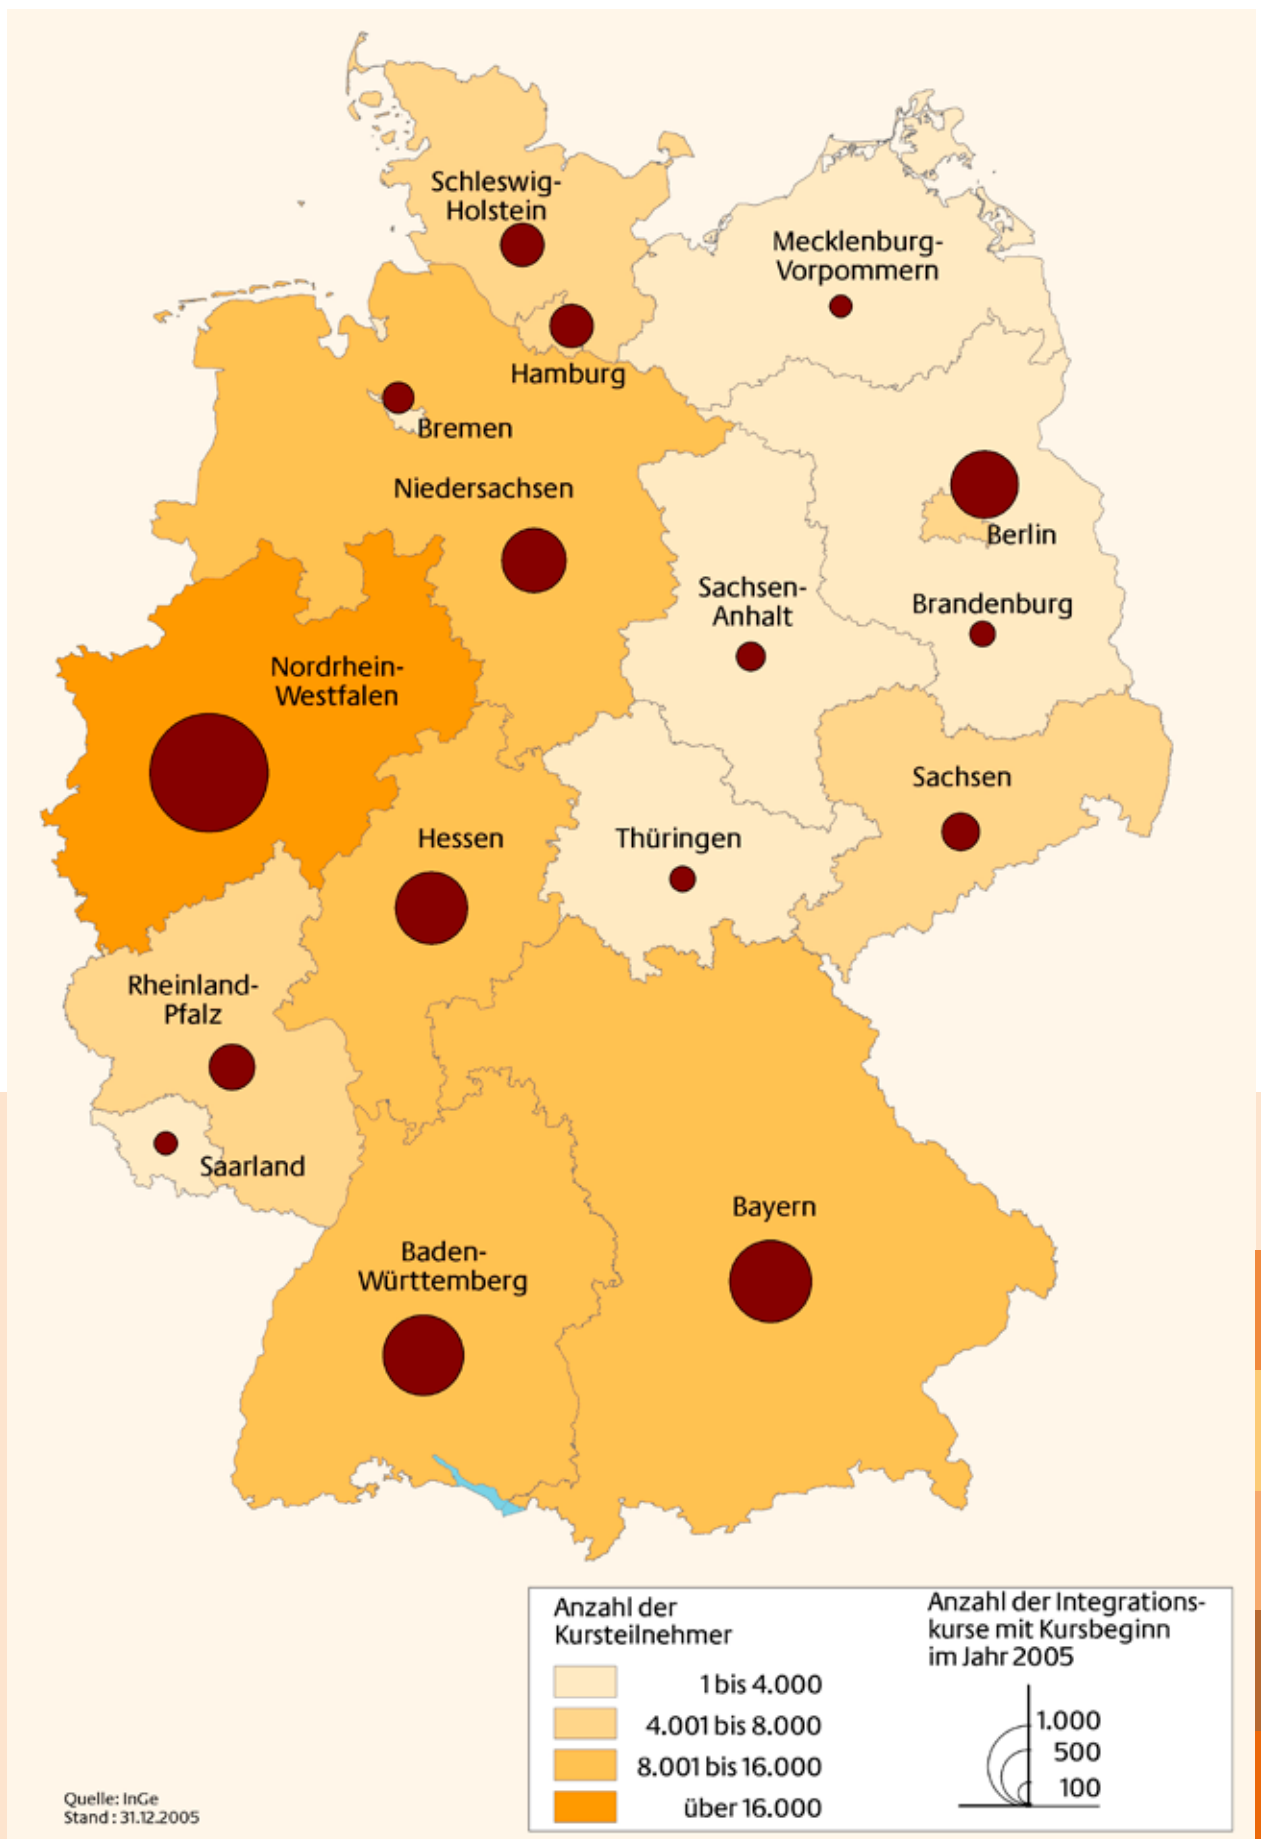 Schleswig-
Holstein
Mecklenburg-
Vorpommern
Hamburg
Bremen
Niedersachsen
Berlin
Sachsen-
Anhalt
Brandenburg
Nordrhein-
Westfalen
Sachsen
Hessen
Thüringen
Rheinland-
Pfalz
Saarland
Bayern
Baden-
Württemberg
Anzahl der
Kursteilnehmer
1 bis 4.000
4.001 bis 8.000
8.001 bis 16.000
über 16.000
Anzahl der Integrations-
kurse mit Kursbeginn
im Jahr 2005
1.000
500
100
Quelle: InGe
Stand : 31.12.2005